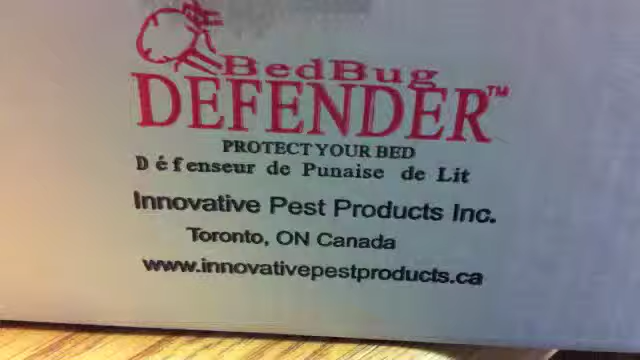 BedBug
DEFENDER™
PROTECT YOUR BED
Défenseur de Punaise de Lit
Innovative Pest Products Inc.
Toronto, ON Canada
www.innovativepestproducts.ca